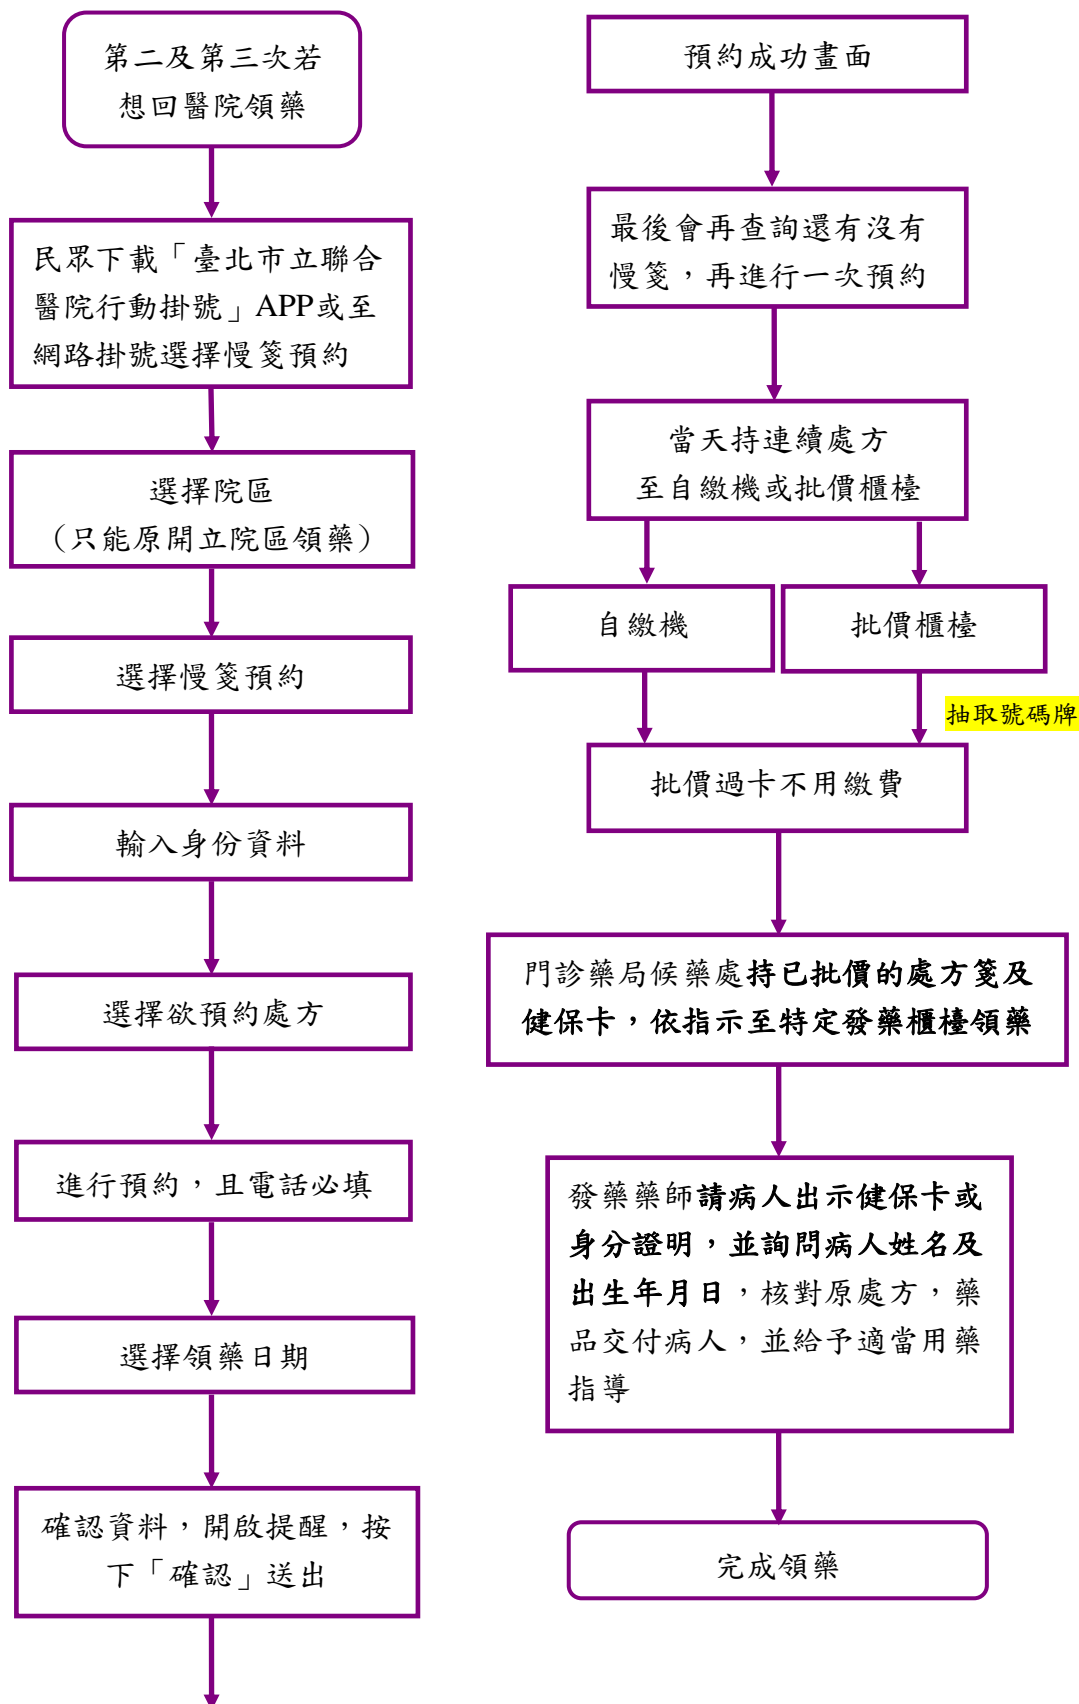 第二及第三次若
想回醫院領藥
民眾下載「臺北市立聯合
醫院行動掛號」APP或至
網路掛號選擇慢箋預約
選擇院區
（只能原開立院區領藥）
選擇慢箋預約
輸入身份資料
選擇欲預約處方
進行預約，且電話必填
選擇領藥日期
確認資料，開啟提醒，按
下「確認」送出
預約成功畫面
最後會再查詢還有沒有
慢箋，再進行一次預約
當天持連續處方
至自繳機或批價櫃檯
自繳機
批價櫃檯
抽取號碼牌
批價過卡不用繳費
門診藥局候藥處持已批價的處方箋及
健保卡，依指示至特定發藥櫃檯領藥
發藥藥師請病人出示健保卡或
身分證明，並詢問病人姓名及
出生年月日，核對原處方，藥
品交付病人，並給予適當用藥
指導
完成領藥